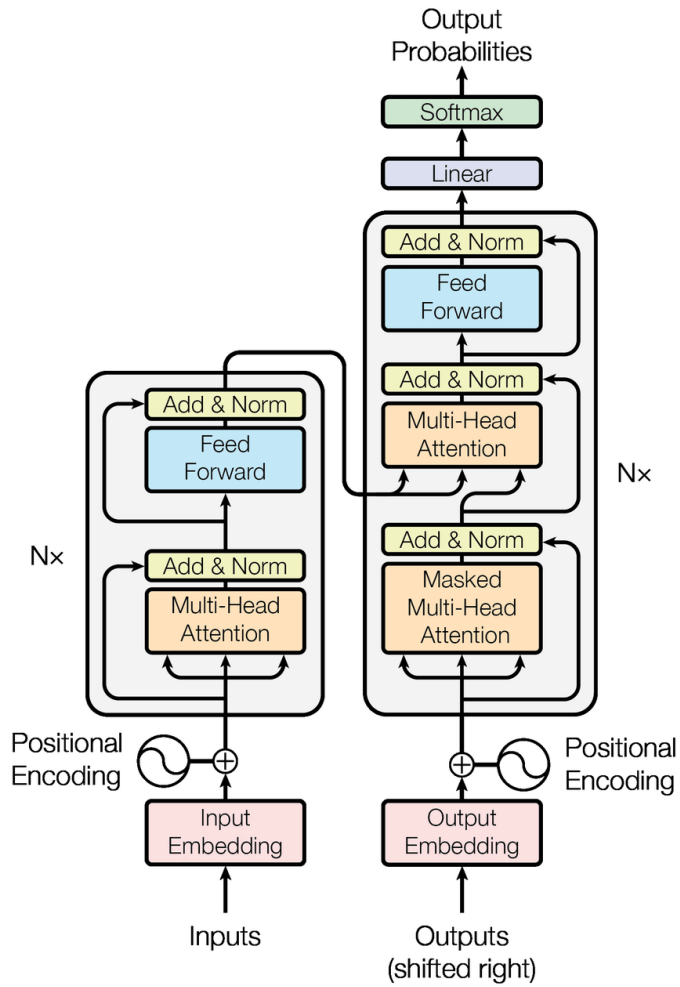 Output
Probabilities
Softmax
Linear
Add & Norm
Feed
Forward
Add & Norm
Multi-Head
Attention
Add & Norm
Masked
Multi-Head
Attention
Nx
Add & Norm
Feed
Forward
Add & Norm
Multi-Head
Attention
Nx
Positional
Encoding
Positional
Encoding
Input
Embedding
Output
Embedding
Inputs
Outputs
(shifted right)